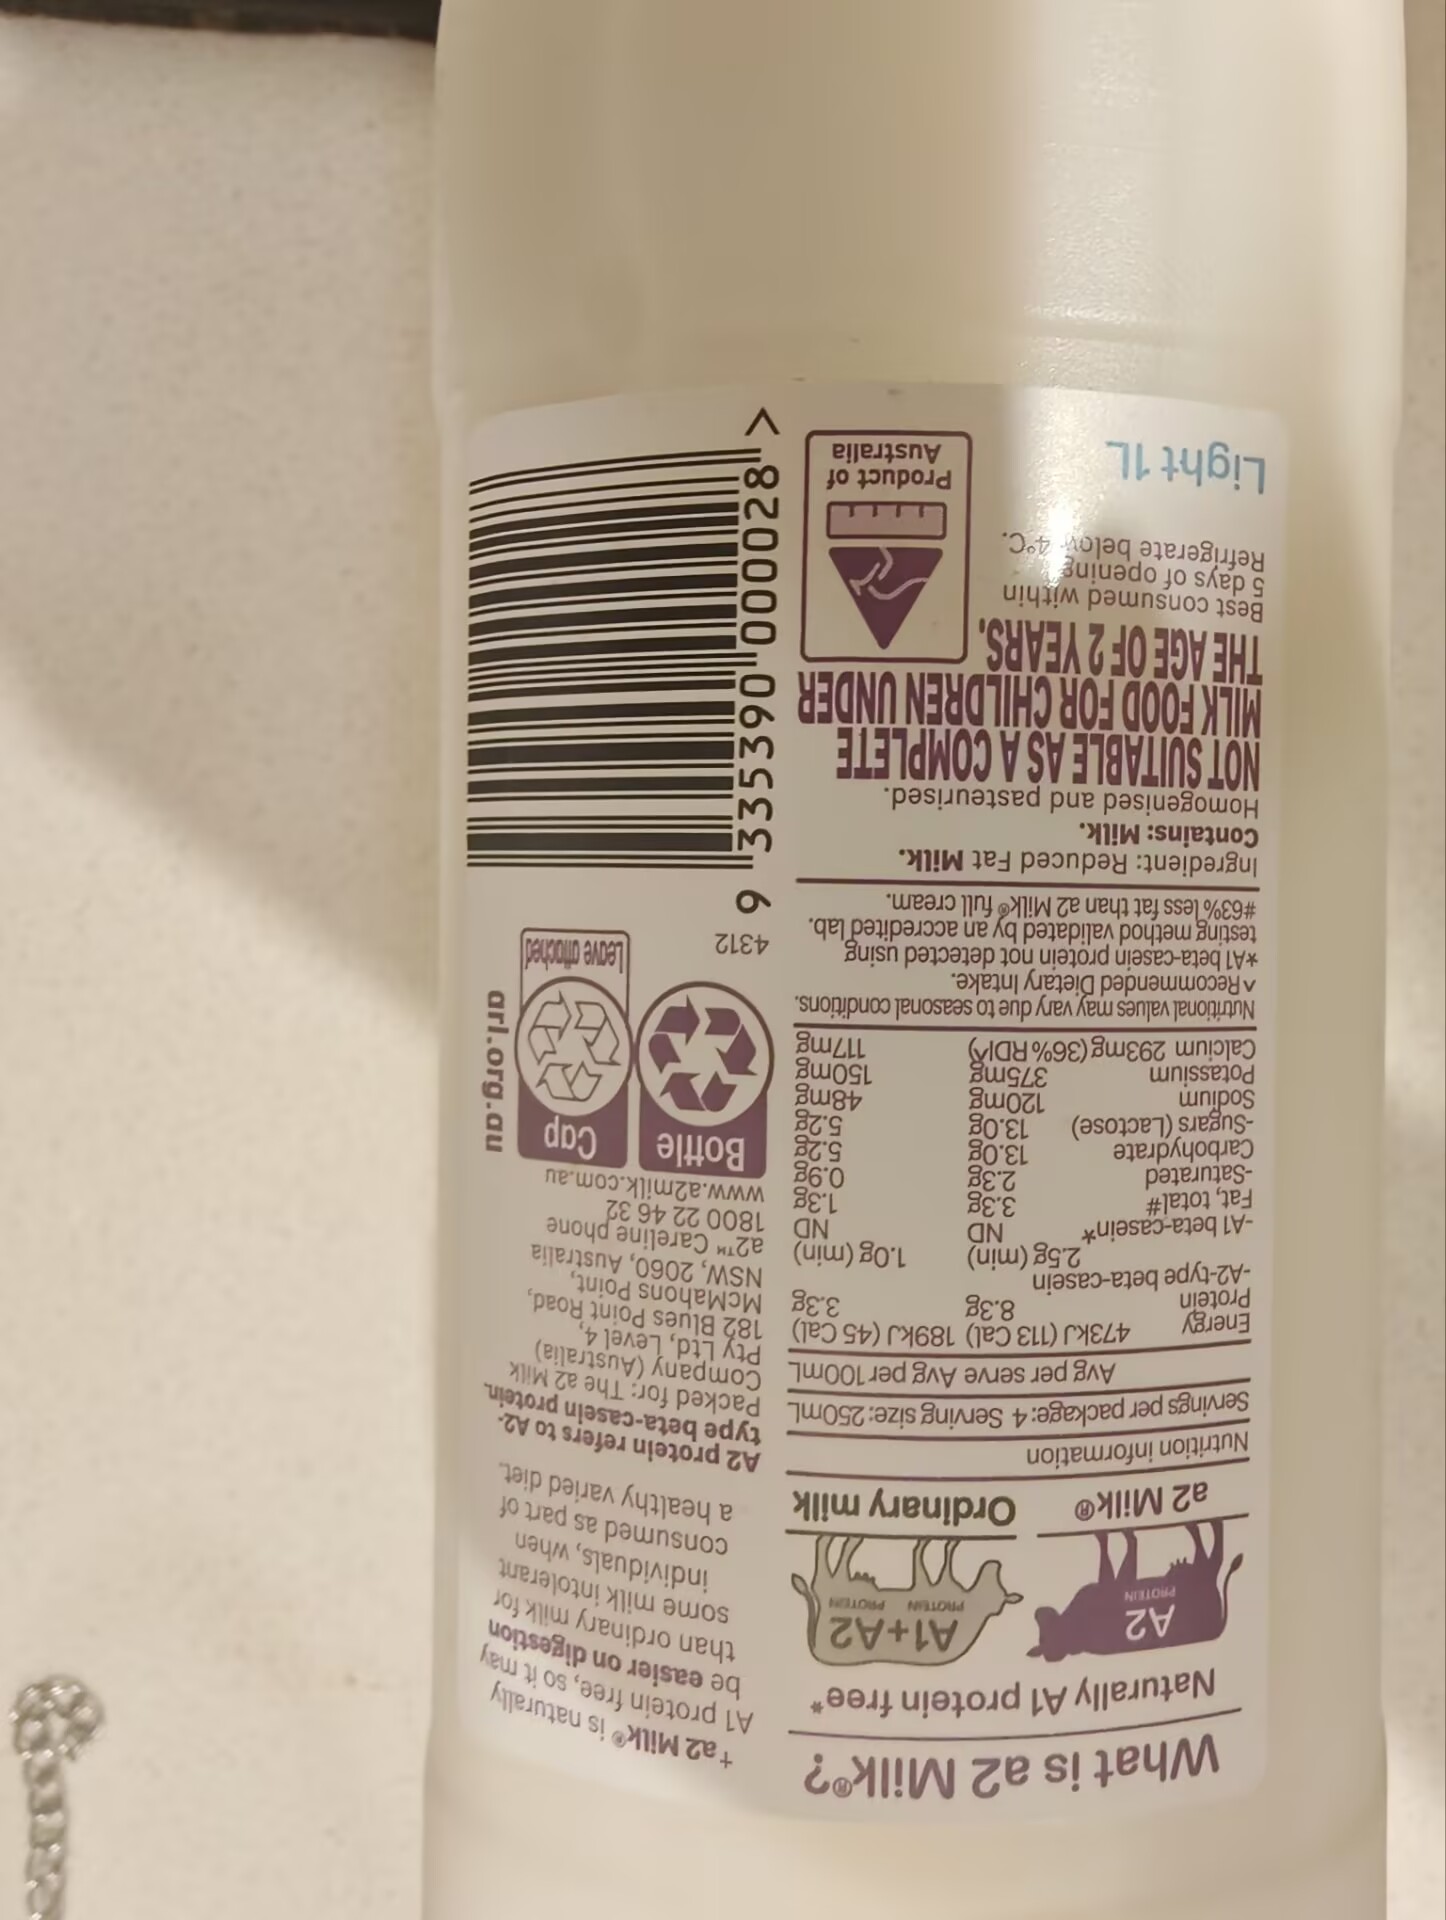 What is a2 Milk®?
Naturally A1 protein free*
A2
PROTEIN
A1+A2
PROTEIN PROTEIN
a2 Milk®
Ordinary milk
Nutrition information
Servings per package: 4 Serving size: 250mL
Avg per serve Avg per 100mL
Energy 473kJ (113 Cal) 189kJ (45 Cal)
Protein 8.3g 3.3g
-A2-type beta-casein
2.5g (min) 1.0g (min)
-A1 beta-casein* ND ND
Fat, total# 3.3g 1.3g
-Saturated 2.3g 0.9g
Carbohydrate 13.0g 5.2g
-Sugars (Lactose) 13.0g 5.2g
Sodium 120mg 48mg
Potassium 375mg 150mg
Calcium 293mg (36% RDI^) 117mg
Nutritional values may vary due to seasonal conditions.
^Recommended Dietary Intake.
*A1 beta-casein protein not detected using
testing method validated by an accredited lab.
#63% less fat than a2 Milk® full cream.
Ingredient: Reduced Fat Milk.
Contains: Milk.
Homogenised and pasteurised.
NOT SUITABLE AS A COMPLETE
MILK FOOD FOR CHILDREN UNDER
THE AGE OF 2 YEARS.
Best consumed within
5 days of opening
Refrigerate below 4°C.
Light 1L
Product of
Australia
†a2 Milk® is naturally
A1 protein free, so it may
be easier on digestion
than ordinary milk for
some milk intolerant
individuals, when
consumed as part of
a healthy varied diet.
A2 protein refers to A2-
type beta-casein protein.
Packed for: The a2 Milk
Company (Australia)
Pty Ltd, Level 4,
182 Blues Point Road,
McMahons Point,
NSW, 2060, Australia
a2™ Careline phone
1800 22 46 32
www.a2milk.com.au
Bottle
Cap
Leave attached
arl.org.au
4312
9 335390 000028 >